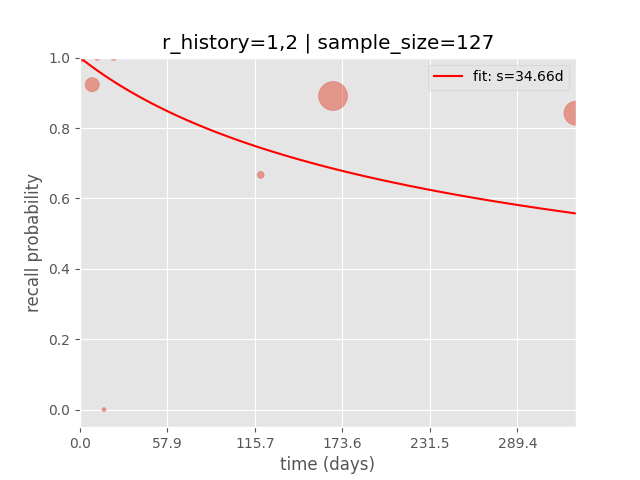 r_history=1,2 | sample_size=127
fit: s=34.66d
1.0
0.8
0.6
0.4
0.2
0.0
recall probability
0.0 57.9 115.7 173.6 231.5 289.4
time (days)